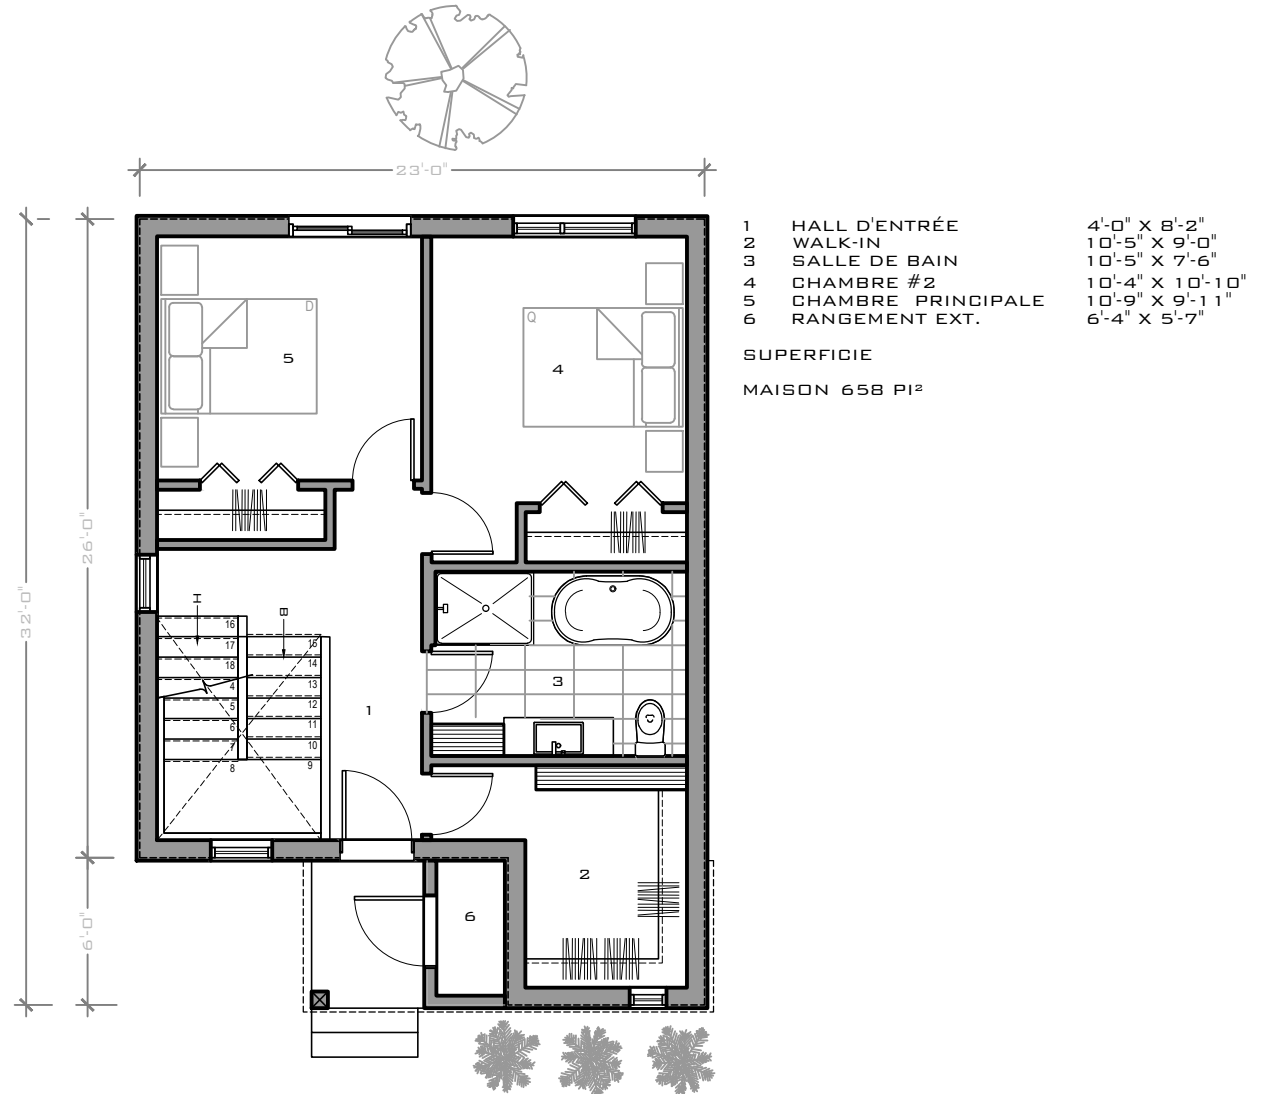 23'-0"
1 HALL D'ENTRÉE 4'-0" X 8'-2"
2 WALK-IN 10'-5" X 9'-0"
3 SALLE DE BAIN 10'-5" X 7'-6"
4 CHAMBRE #2 10'-4" X 10'-10"
5 CHAMBRE PRINCIPALE 10'-9" X 9'-11"
6 RANGEMENT EXT. 6'-4" X 5'-7"
SUPERFICIE
MAISON 658 PI²
32'-0"
26'-0"
6'-0"
D
5
Q
4
H
B
16
17
18
4
5
6
7
8
15
14
13
12
11
10
9
1
3
2
6